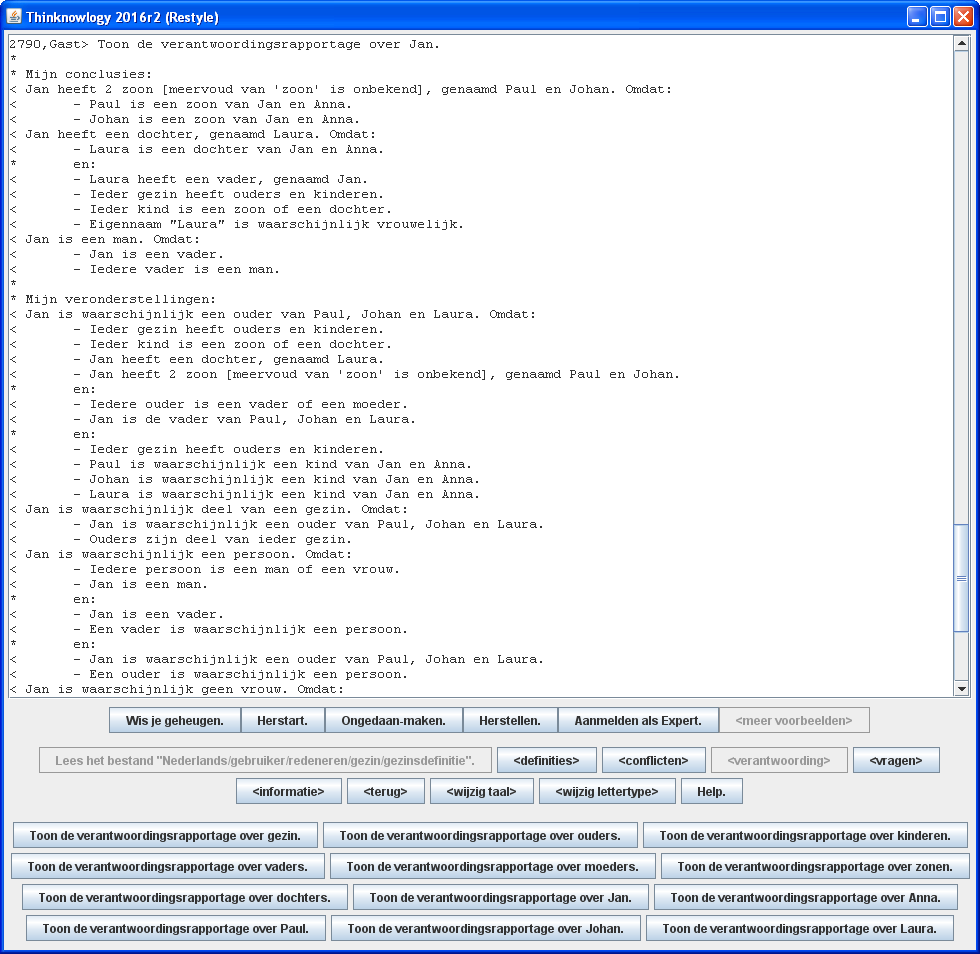 Thinknowlogy 2016r2 (Restyle)
2790,Gast> Toon de verantwoordingsrapportage over Jan.
*
* Mijn conclusies:
< Jan heeft 2 zoon [meervoud van 'zoon' is onbekend], genaamd Paul en Johan. Omdat:
< - Paul is een zoon van Jan en Anna.
< - Johan is een zoon van Jan en Anna.
< Jan heeft een dochter, genaamd Laura. Omdat:
< - Laura is een dochter van Jan en Anna.
* en:
< - Laura heeft een vader, genaamd Jan.
< - Ieder gezin heeft ouders en kinderen.
< - Ieder kind is een zoon of een dochter.
< - Eigennaam "Laura" is waarschijnlijk vrouwelijk.
< Jan is een man. Omdat:
< - Jan is een vader.
< - Iedere vader is een man.
*
* Mijn veronderstellingen:
< Jan is waarschijnlijk een ouder van Paul, Johan en Laura. Omdat:
< - Ieder gezin heeft ouders en kinderen.
< - Ieder kind is een zoon of een dochter.
< - Jan heeft een dochter, genaamd Laura.
< - Jan heeft 2 zoon [meervoud van 'zoon' is onbekend], genaamd Paul en Johan.
* en:
< - Iedere ouder is een vader of een moeder.
< - Jan is de vader van Paul, Johan en Laura.
* en:
< - Ieder gezin heeft ouders en kinderen.
< - Paul is waarschijnlijk een kind van Jan en Anna.
< - Johan is waarschijnlijk een kind van Jan en Anna.
< - Laura is waarschijnlijk een kind van Jan en Anna.
< Jan is waarschijnlijk deel van een gezin. Omdat:
< - Jan is waarschijnlijk een ouder van Paul, Johan en Laura.
< - Ouders zijn deel van ieder gezin.
< Jan is waarschijnlijk een persoon. Omdat:
< - Iedere persoon is een man of een vrouw.
< - Jan is een man.
* en:
< - Jan is een vader.
< - Een vader is waarschijnlijk een persoon.
* en:
< - Jan is waarschijnlijk een ouder van Paul, Johan en Laura.
< - Een ouder is waarschijnlijk een persoon.
< Jan is waarschijnlijk geen vrouw. Omdat:
Wis je geheugen. Herstart. Ongedaan-maken. Herstellen. Aanmelden als Expert. <meer voorbeelden>
Lees het bestand "Nederlands/gebruiker/redeneren/gezin/gezinsdefinitie". <definities> <conflicten> <verantwoording> <vragen>
<informatie> <terug> <wijzig taal> <wijzig lettertype> Help.
Toon de verantwoordingsrapportage over gezin. Toon de verantwoordingsrapportage over ouders. Toon de verantwoordingsrapportage over kinderen.
Toon de verantwoordingsrapportage over vaders. Toon de verantwoordingsrapportage over moeders. Toon de verantwoordingsrapportage over zonen.
Toon de verantwoordingsrapportage over dochters. Toon de verantwoordingsrapportage over Jan. Toon de verantwoordingsrapportage over Anna.
Toon de verantwoordingsrapportage over Paul. Toon de verantwoordingsrapportage over Johan. Toon de verantwoordingsrapportage over Laura.